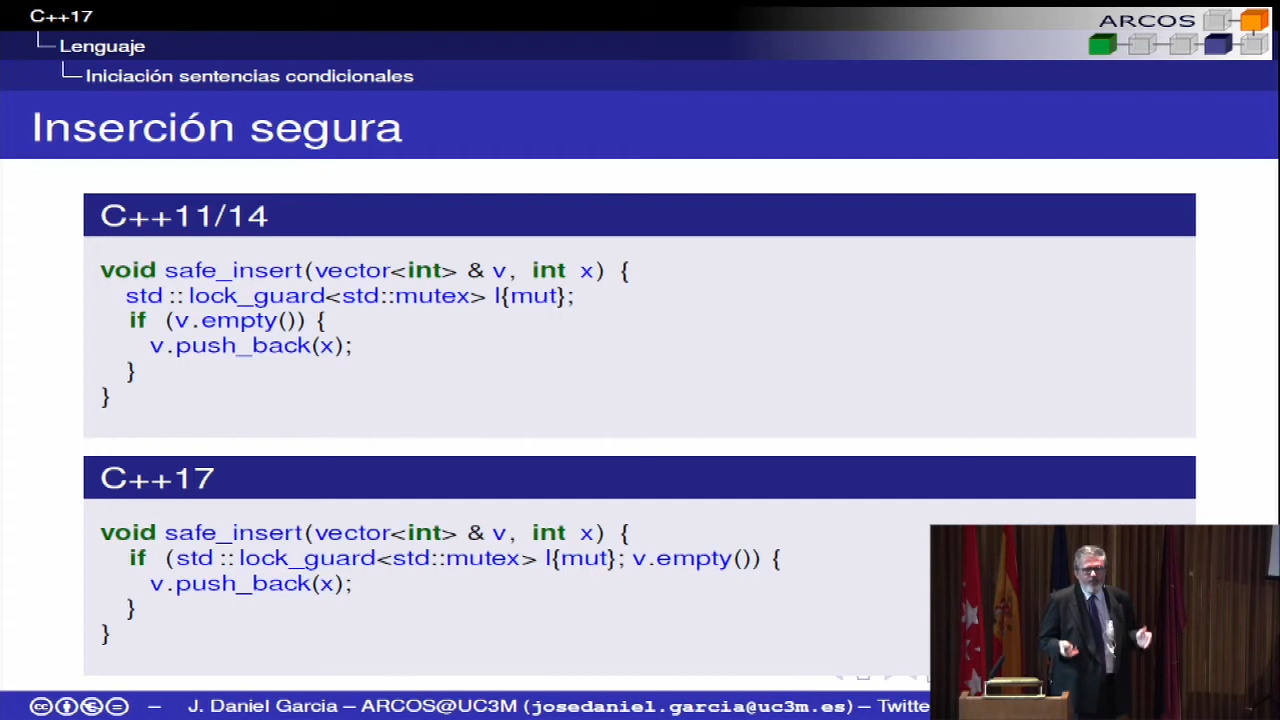 C++17
ARCOS
Lenguaje
Iniciación sentencias condicionales
Inserción segura
C++11/14
void safe_insert(vector<int> & v, int x) {
std::lock_guard<std::mutex> l{mut};
if (v.empty()) {
v.push_back(x);
}
}
C++17
void safe_insert(vector<int> & v, int x) {
if (std::lock_guard<std::mutex> l{mut}; v.empty()) {
v.push_back(x);
}
}
cc – J. Daniel Garcia – ARCOS@UC3M (josedaniel.garcia@uc3m.es) – Twitte